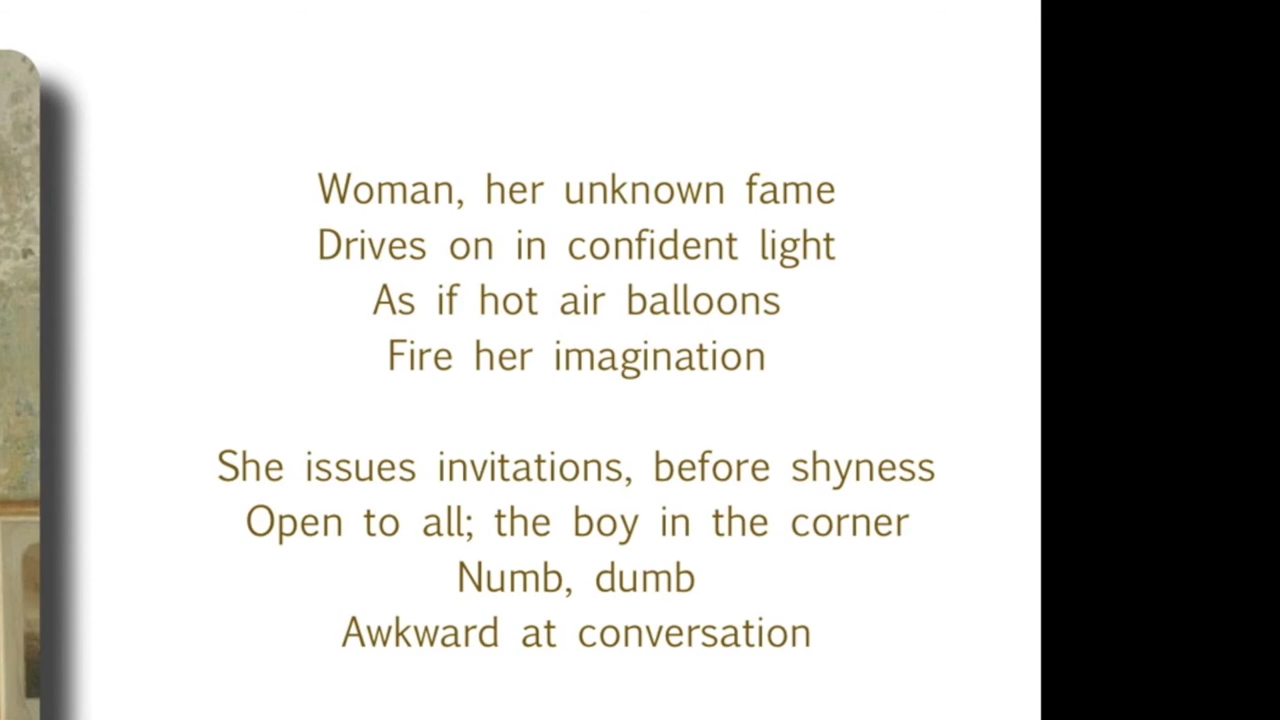 Woman, her unknown fame
Drives on in confident light
As if hot air balloons
Fire her imagination
She issues invitations, before shyness
Open to all; the boy in the corner
Numb, dumb
Awkward at conversation